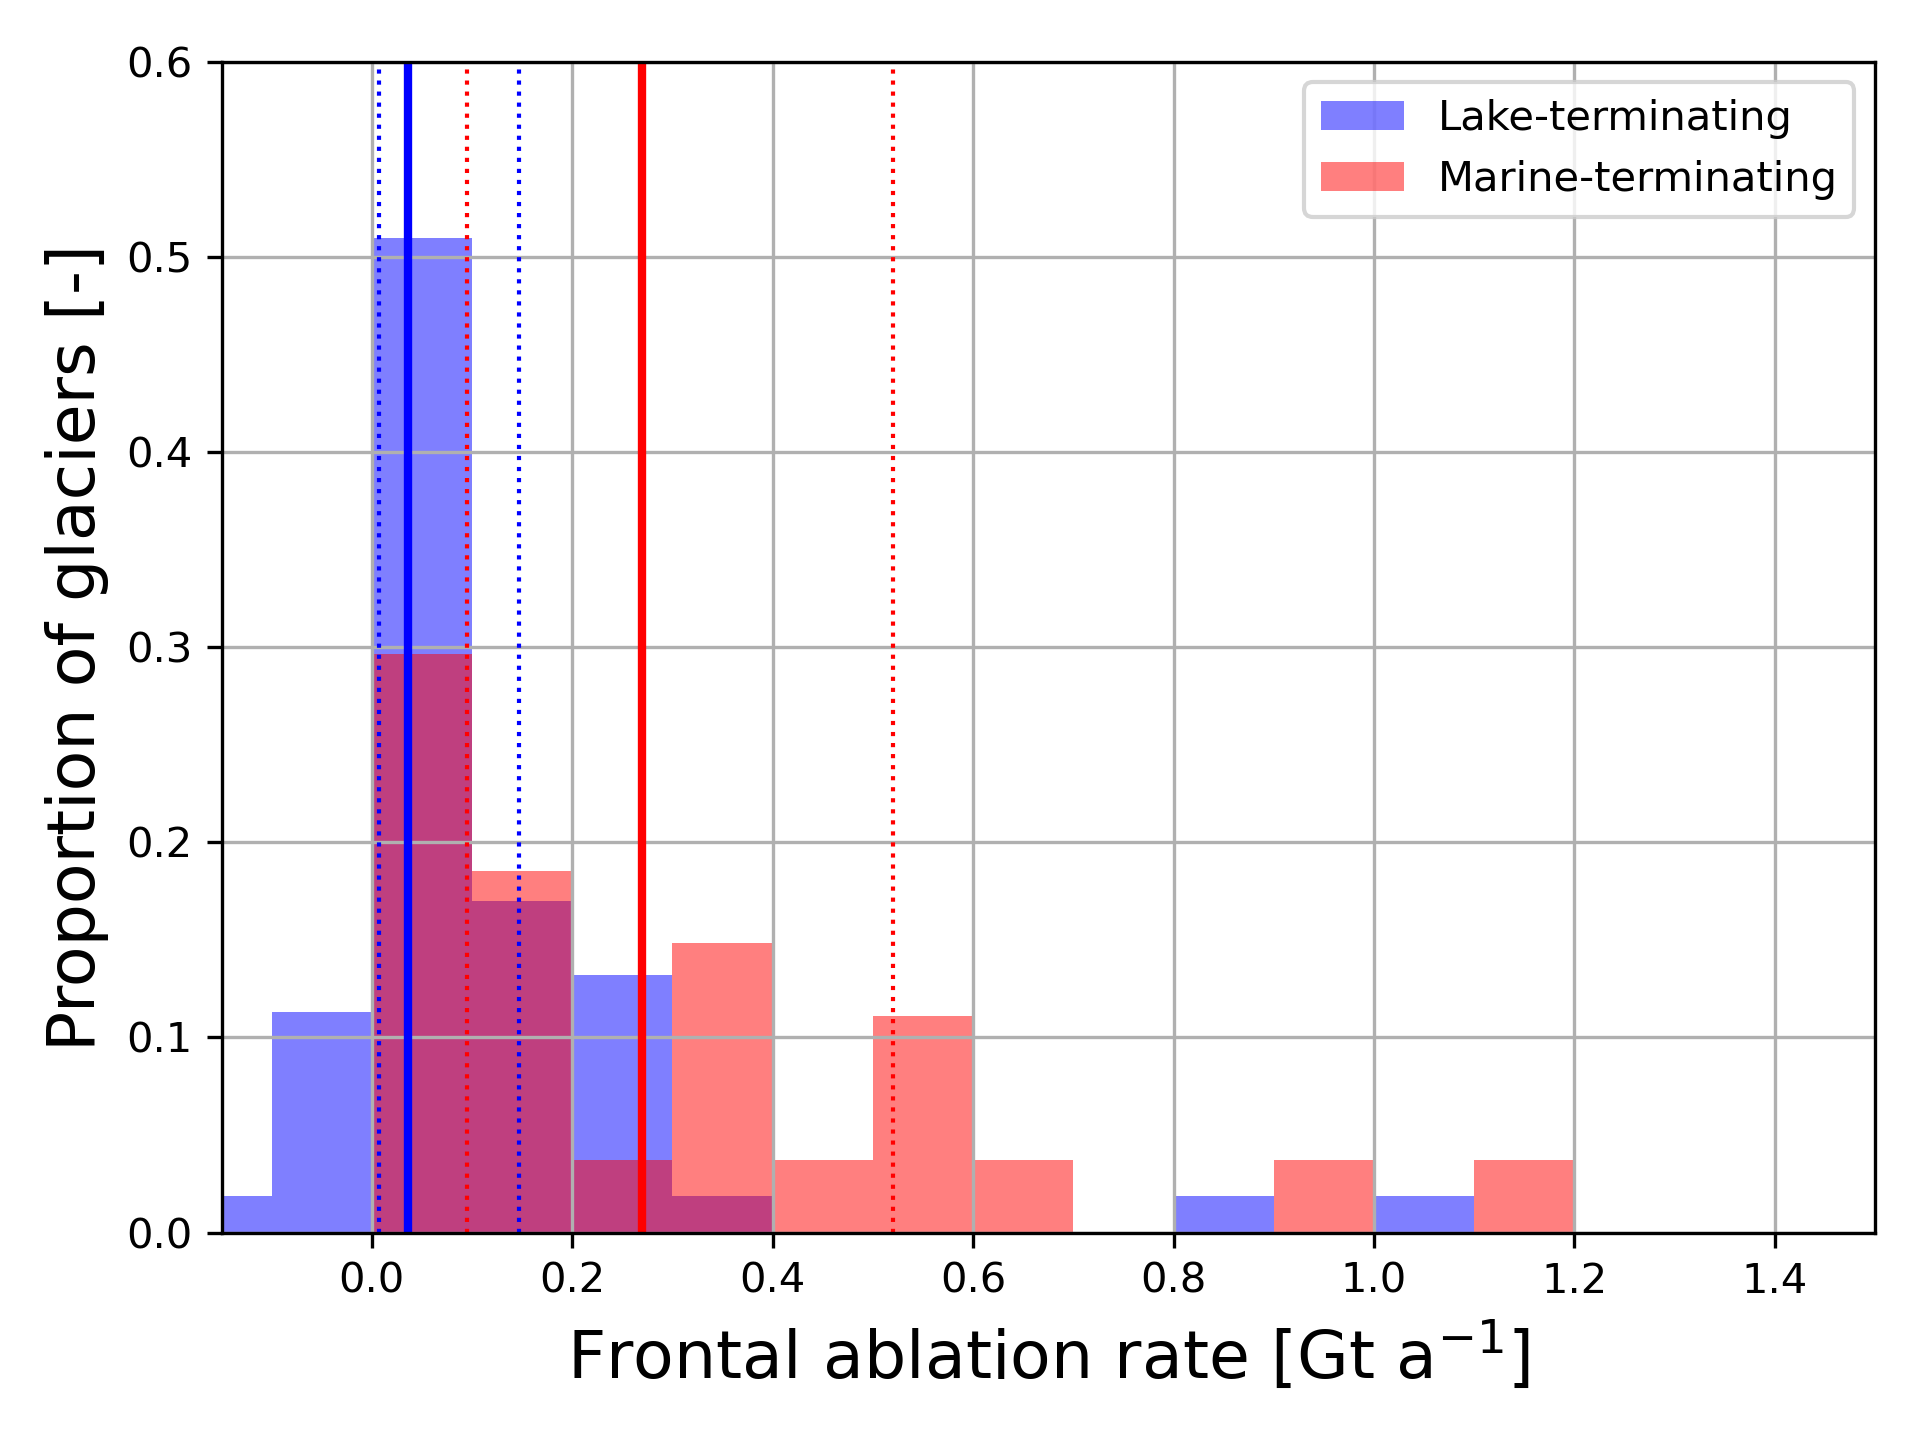 Proportion of glaciers [-]
0.6
0.5
0.4
0.3
0.2
0.1
0.0
Lake-terminating
Marine-terminating
0.0 0.2 0.4 0.6 0.8 1.0 1.2 1.4
Frontal ablation rate [Gt a⁻¹]